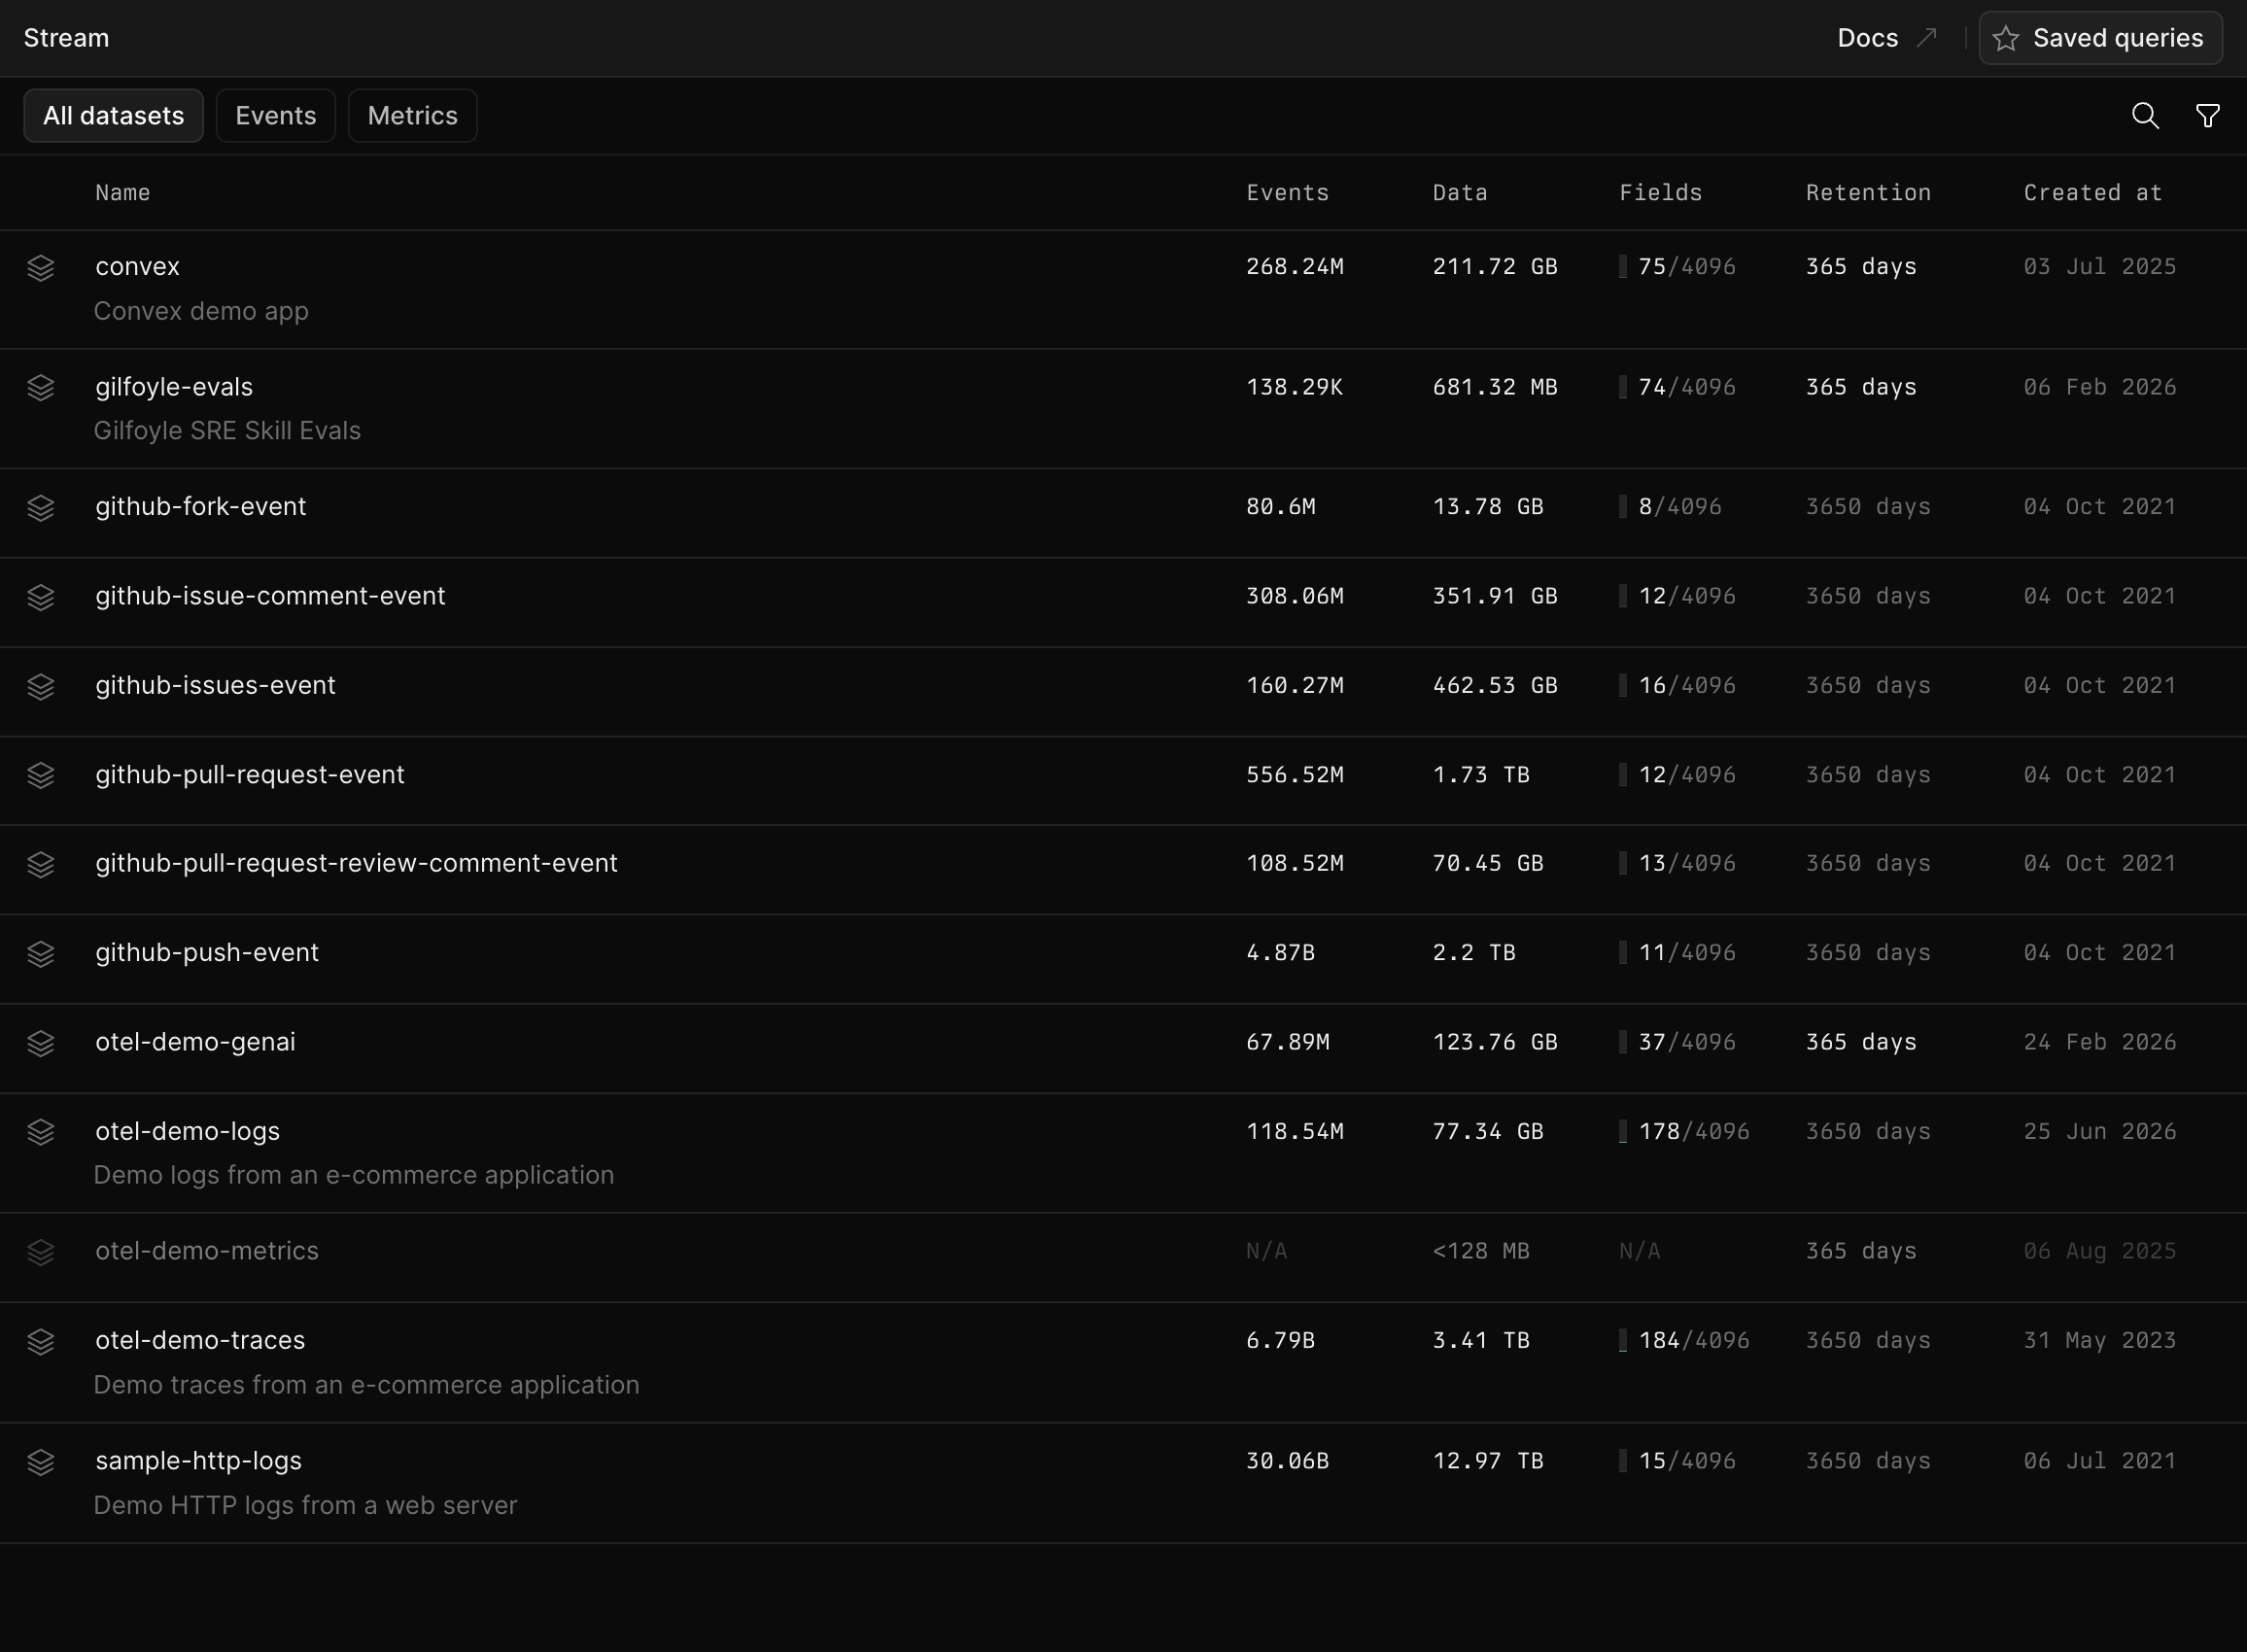 Stream Docs Saved queries
All datasets Events Metrics
Name Events Data Fields Retention Created at
convex 268.24M 211.72 GB 75/4096 365 days 03 Jul 2025
Convex demo app
gilfoyle-evals 138.29K 681.32 MB 74/4096 365 days 06 Feb 2026
Gilfoyle SRE Skill Evals
github-fork-event 80.6M 13.78 GB 8/4096 3650 days 04 Oct 2021
github-issue-comment-event 308.06M 351.91 GB 12/4096 3650 days 04 Oct 2021
github-issues-event 160.27M 462.53 GB 16/4096 3650 days 04 Oct 2021
github-pull-request-event 556.52M 1.73 TB 12/4096 3650 days 04 Oct 2021
github-pull-request-review-comment-event 108.52M 70.45 GB 13/4096 3650 days 04 Oct 2021
github-push-event 4.87B 2.2 TB 11/4096 3650 days 04 Oct 2021
otel-demo-genai 67.89M 123.76 GB 37/4096 365 days 24 Feb 2026
otel-demo-logs 118.54M 77.34 GB 178/4096 3650 days 25 Jun 2026
Demo logs from an e-commerce application
otel-demo-metrics N/A <128 MB N/A 365 days 06 Aug 2025
otel-demo-traces 6.79B 3.41 TB 184/4096 3650 days 31 May 2023
Demo traces from an e-commerce application
sample-http-logs 30.06B 12.97 TB 15/4096 3650 days 06 Jul 2021
Demo HTTP logs from a web server